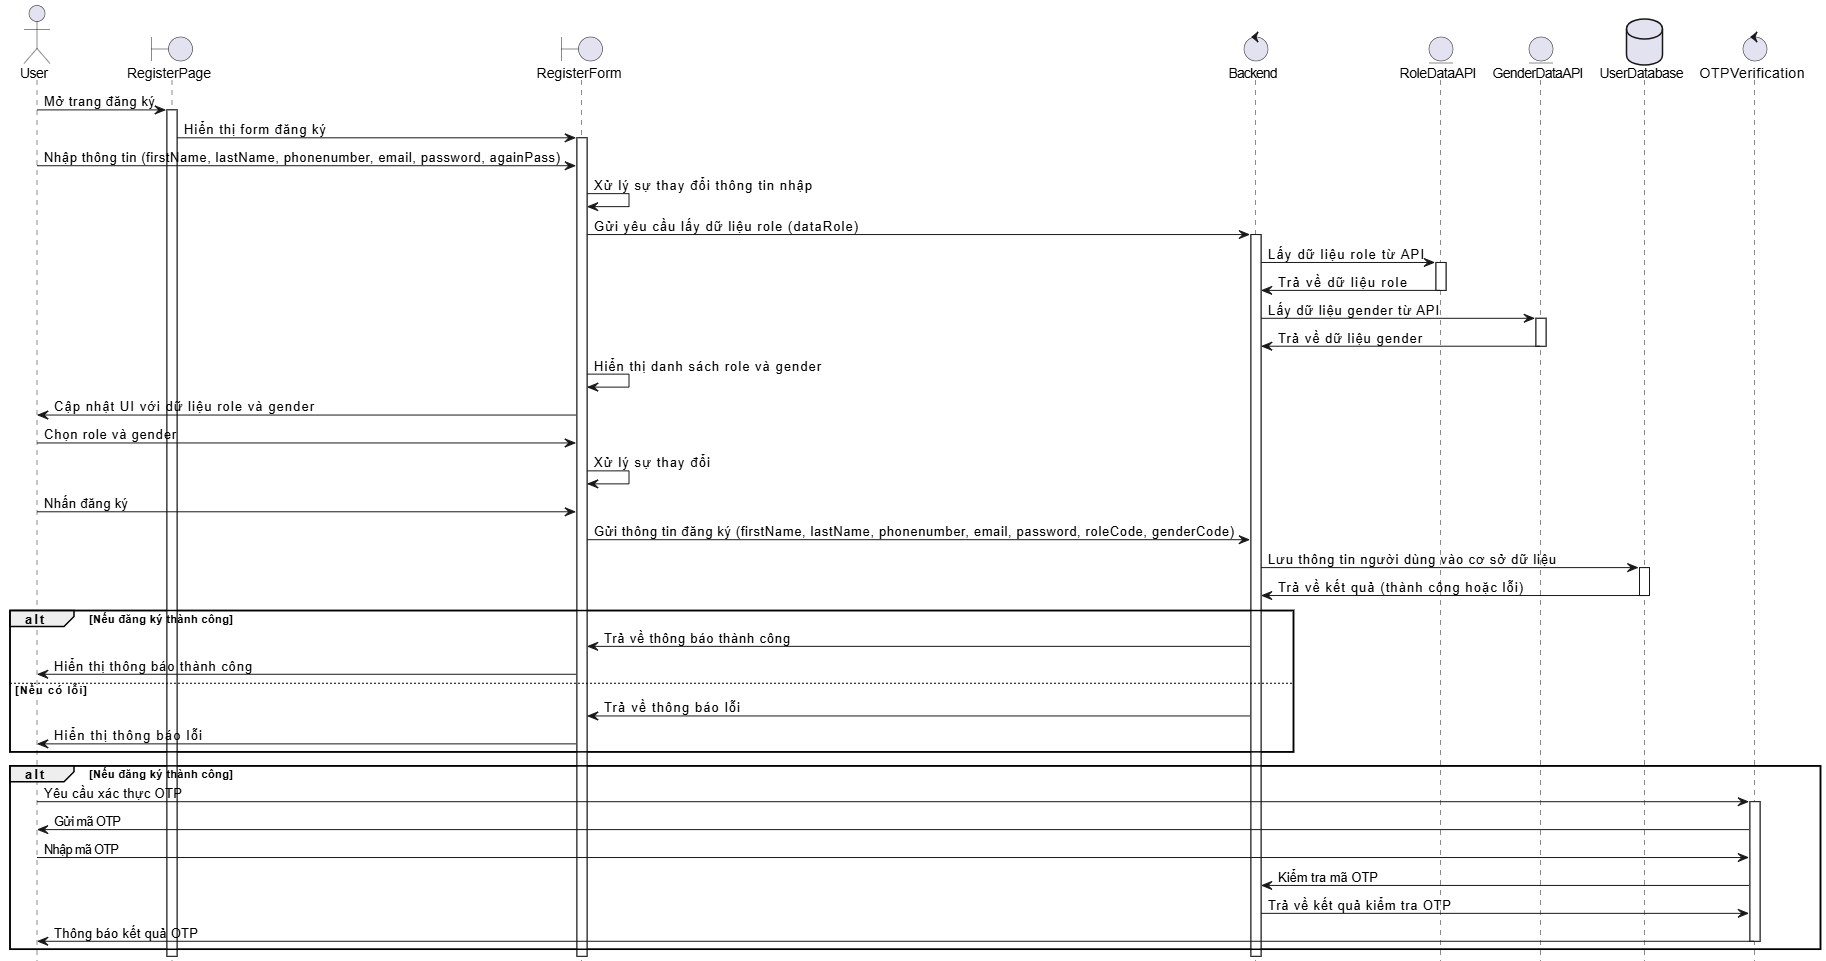 User
RegisterPage
RegisterForm
Backend
RoleDataAPI
GenderDataAPI
UserDatabase
OTPVerification
Mở trang đăng ký
Hiển thị form đăng ký
Nhập thông tin (firstName, lastName, phonenumber, email, password, againPass)
Xử lý sự thay đổi thông tin nhập
Gửi yêu cầu lấy dữ liệu role (dataRole)
Lấy dữ liệu role từ API
Trả về dữ liệu role
Lấy dữ liệu gender từ API
Trả về dữ liệu gender
Hiển thị danh sách role và gender
Cập nhật UI với dữ liệu role và gender
Chọn role và gender
Xử lý sự thay đổi
Nhấn đăng ký
Gửi thông tin đăng ký (firstName, lastName, phonenumber, email, password, roleCode, genderCode)
Lưu thông tin người dùng vào cơ sở dữ liệu
Trả về kết quả (thành công hoặc lỗi)
alt [Nếu đăng ký thành công]
Trả về thông báo thành công
Hiển thị thông báo thành công
[Nếu có lỗi]
Trả về thông báo lỗi
Hiển thị thông báo lỗi
alt [Nếu đăng ký thành công]
Yêu cầu xác thực OTP
Gửi mã OTP
Nhập mã OTP
Kiểm tra mã OTP
Trả về kết quả kiểm tra OTP
Thông báo kết quả OTP